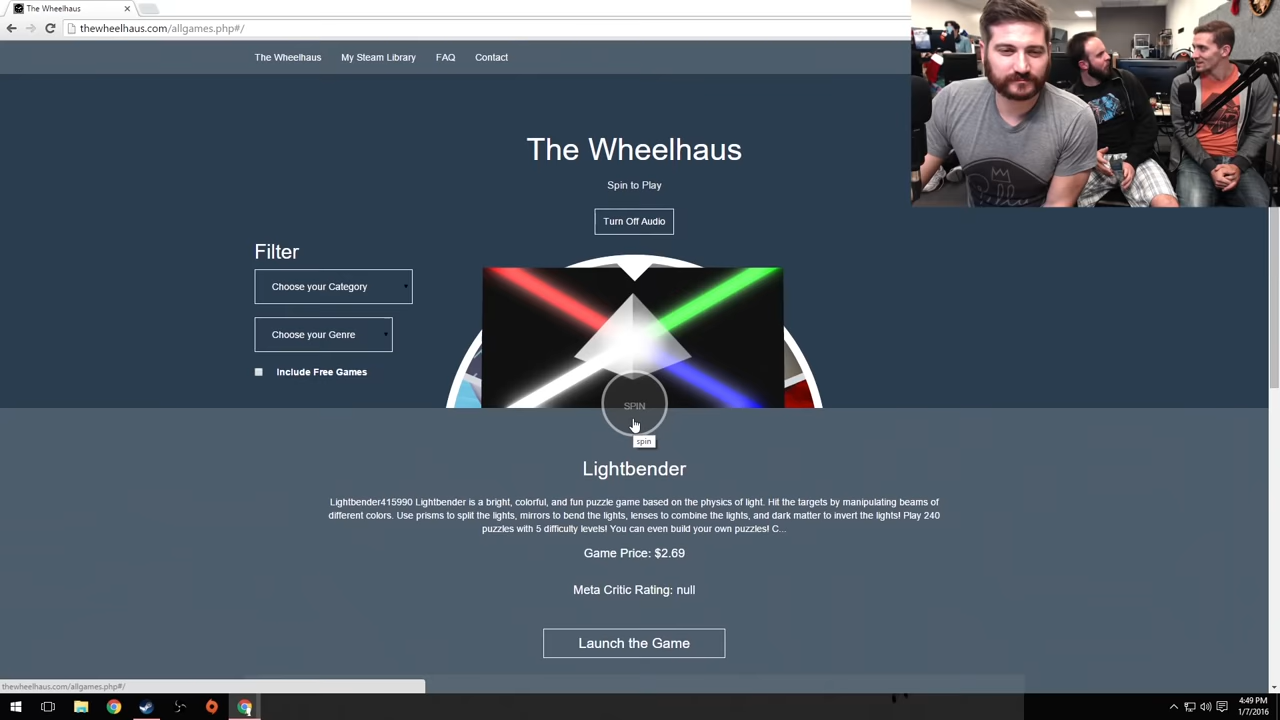 The Wheelhaus
thewheelhaus.com/allgames.php#/
The Wheelhaus My Steam Library FAQ Contact
The Wheelhaus
Spin to Play
Turn Off Audio
Filter
Choose your Category
Choose your Genre
Include Free Games
SPIN
spin
Lightbender
Lightbender415990 Lightbender is a bright, colorful, and fun puzzle game based on the physics of light. Hit the targets by manipulating beams of
different colors. Use prisms to split the lights, mirrors to bend the lights, lenses to combine the lights, and dark matter to invert the lights! Play 240
puzzles with 5 difficulty levels! You can even build your own puzzles! C...
Game Price: $2.69
Meta Critic Rating: null
Launch the Game
thewheelhaus.com/allgames.php#/
4:49 PM
1/7/2016